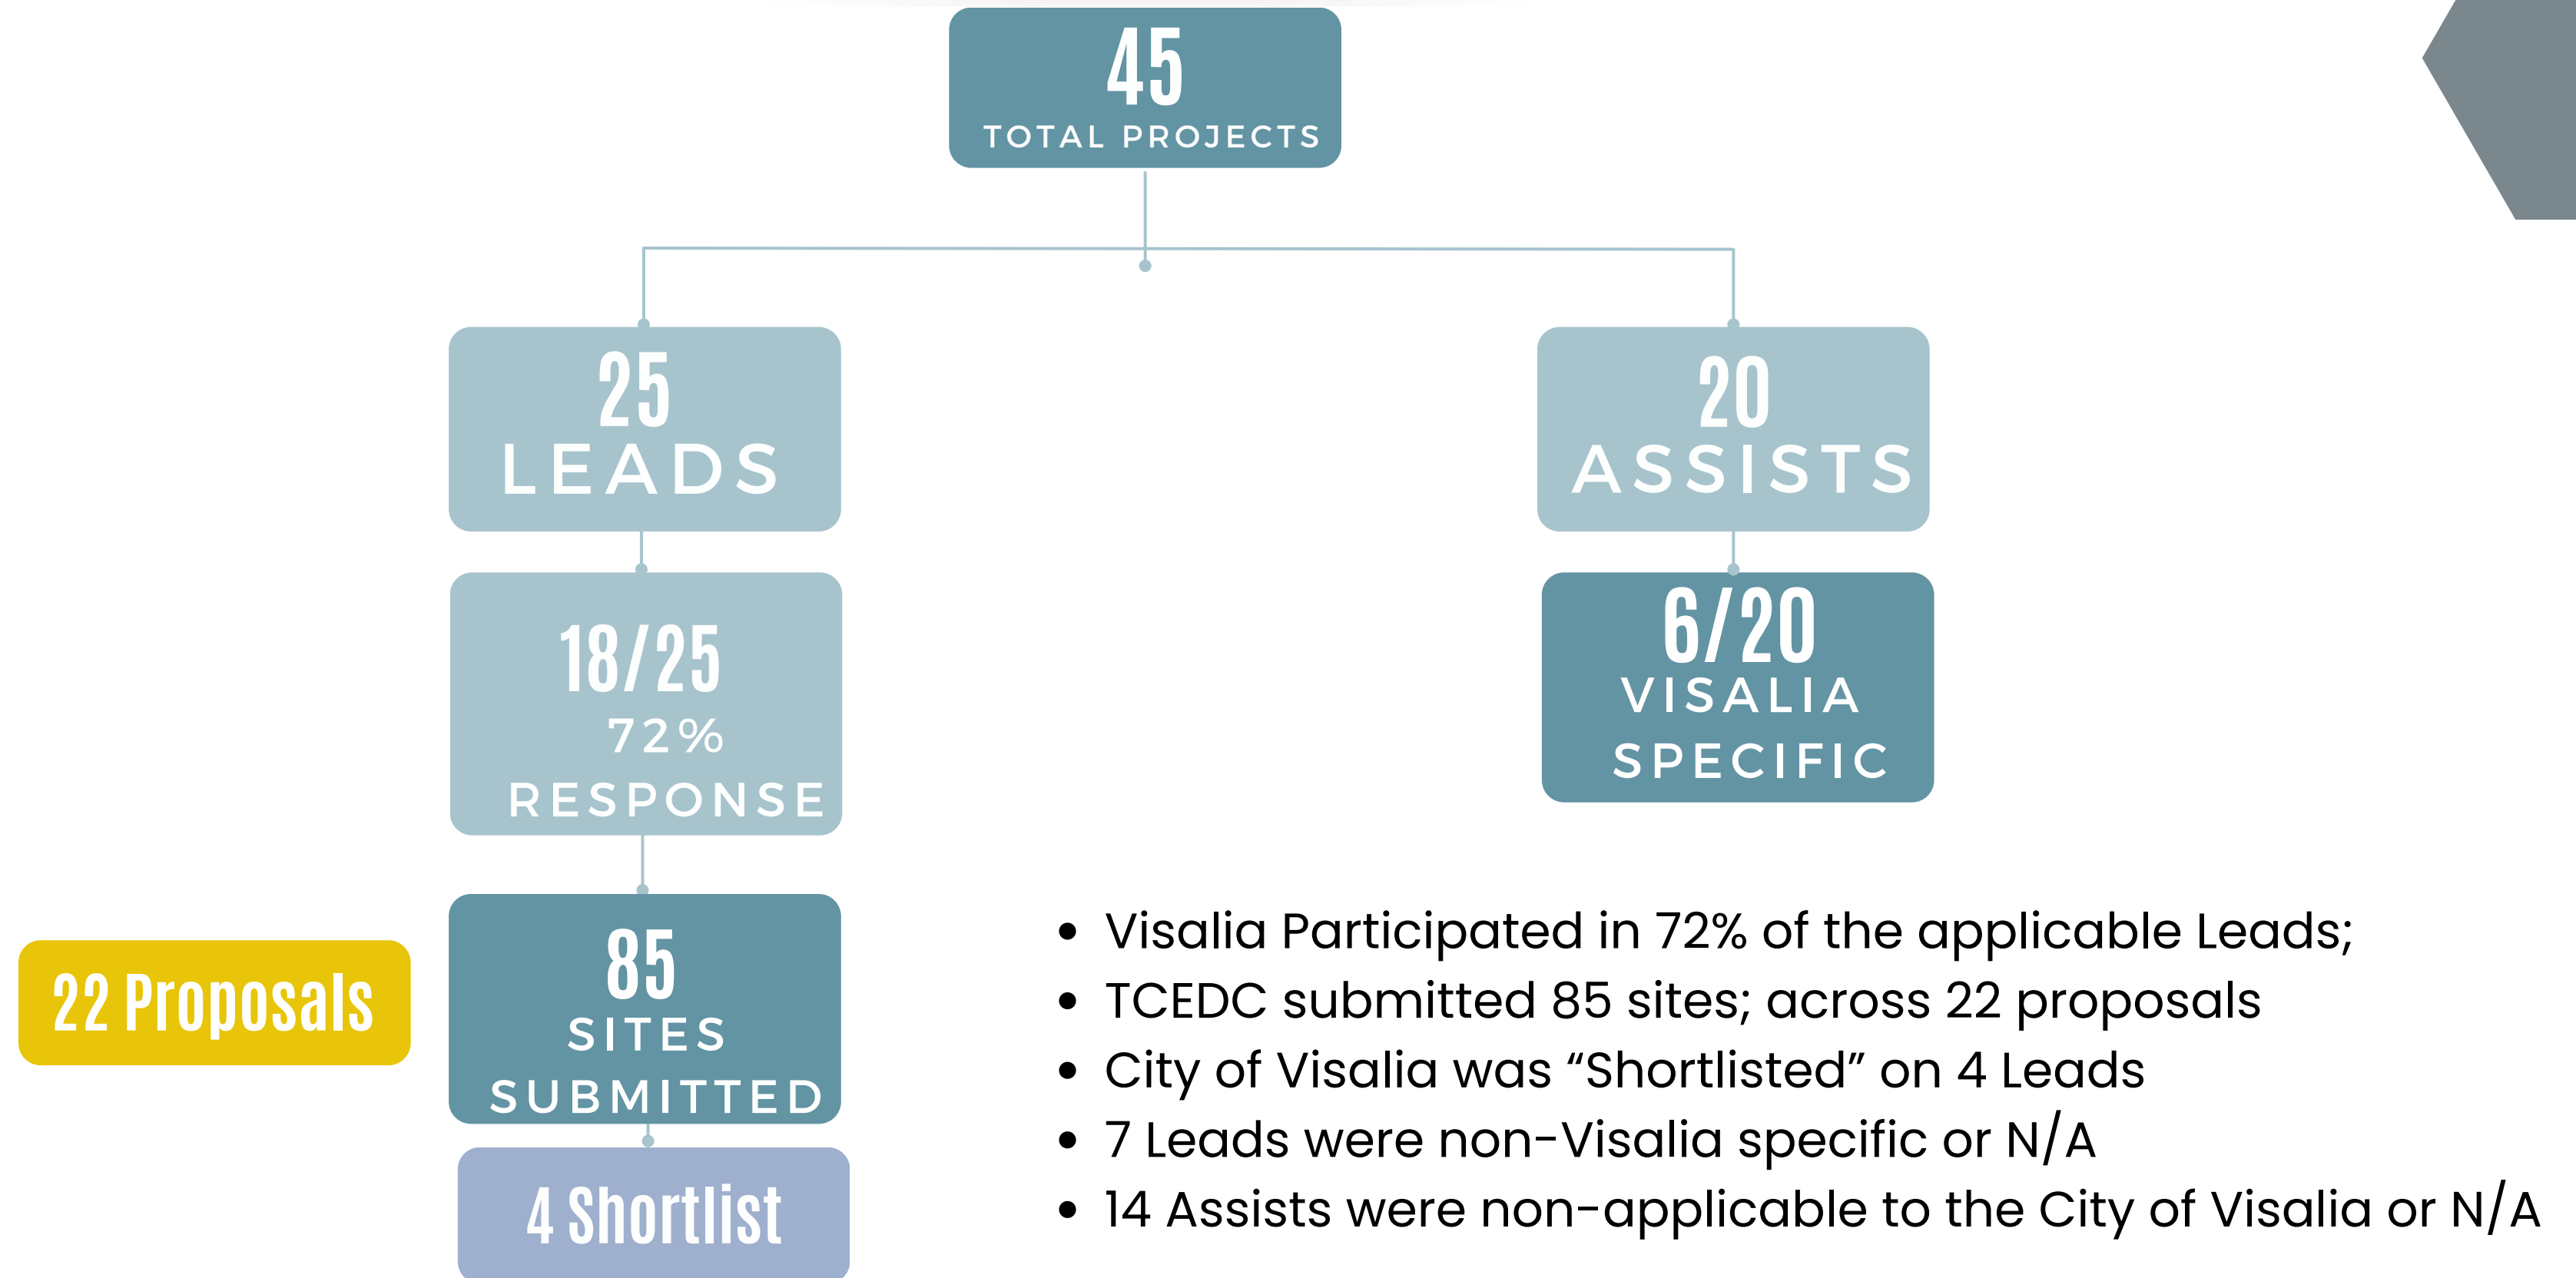 45
TOTAL PROJECTS
25
LEADS
20
ASSISTS
18/25
72%
RESPONSE
6/20
VISALIA
SPECIFIC
22 Proposals
85
SITES
SUBMITTED
4 Shortlist
• Visalia Participated in 72% of the applicable Leads;
• TCEDC submitted 85 sites; across 22 proposals
• City of Visalia was “Shortlisted” on 4 Leads
• 7 Leads were non-Visalia specific or N/A
• 14 Assists were non-applicable to the City of Visalia or N/A